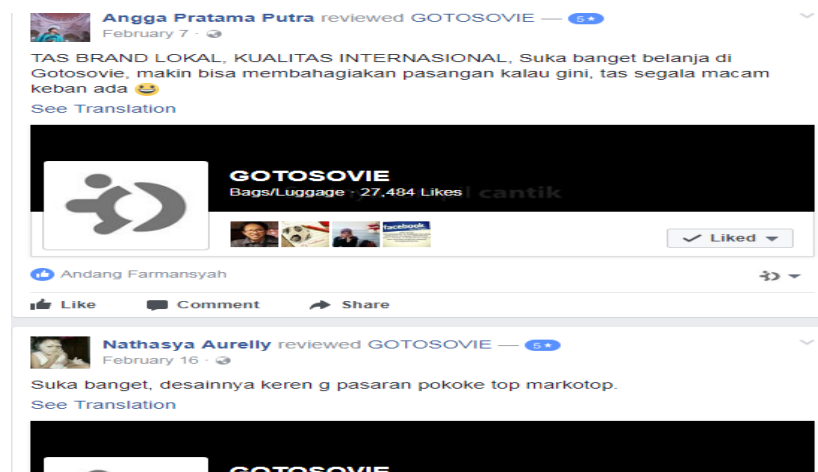 Angga Pratama Putra reviewed GOTOSOVIE — 5★
February 7 ·
TAS BRAND LOKAL, KUALITAS INTERNASIONAL, Suka banget belanja di
Gotosovie, makin bisa membahagiakan pasangan kalau gini, tas segala macam
keban ada 😆
See Translation
GOTOSOVIE
Bags/Luggage · 27,484 Likes
cantik
facebook
Liked
Andang Farmansyah
Like Comment Share
Nathasya Aurelly reviewed GOTOSOVIE — 5★
February 16 ·
Suka banget, desainnya keren g pasaran pokoke top markotop.
See Translation
GOTOSOVIE